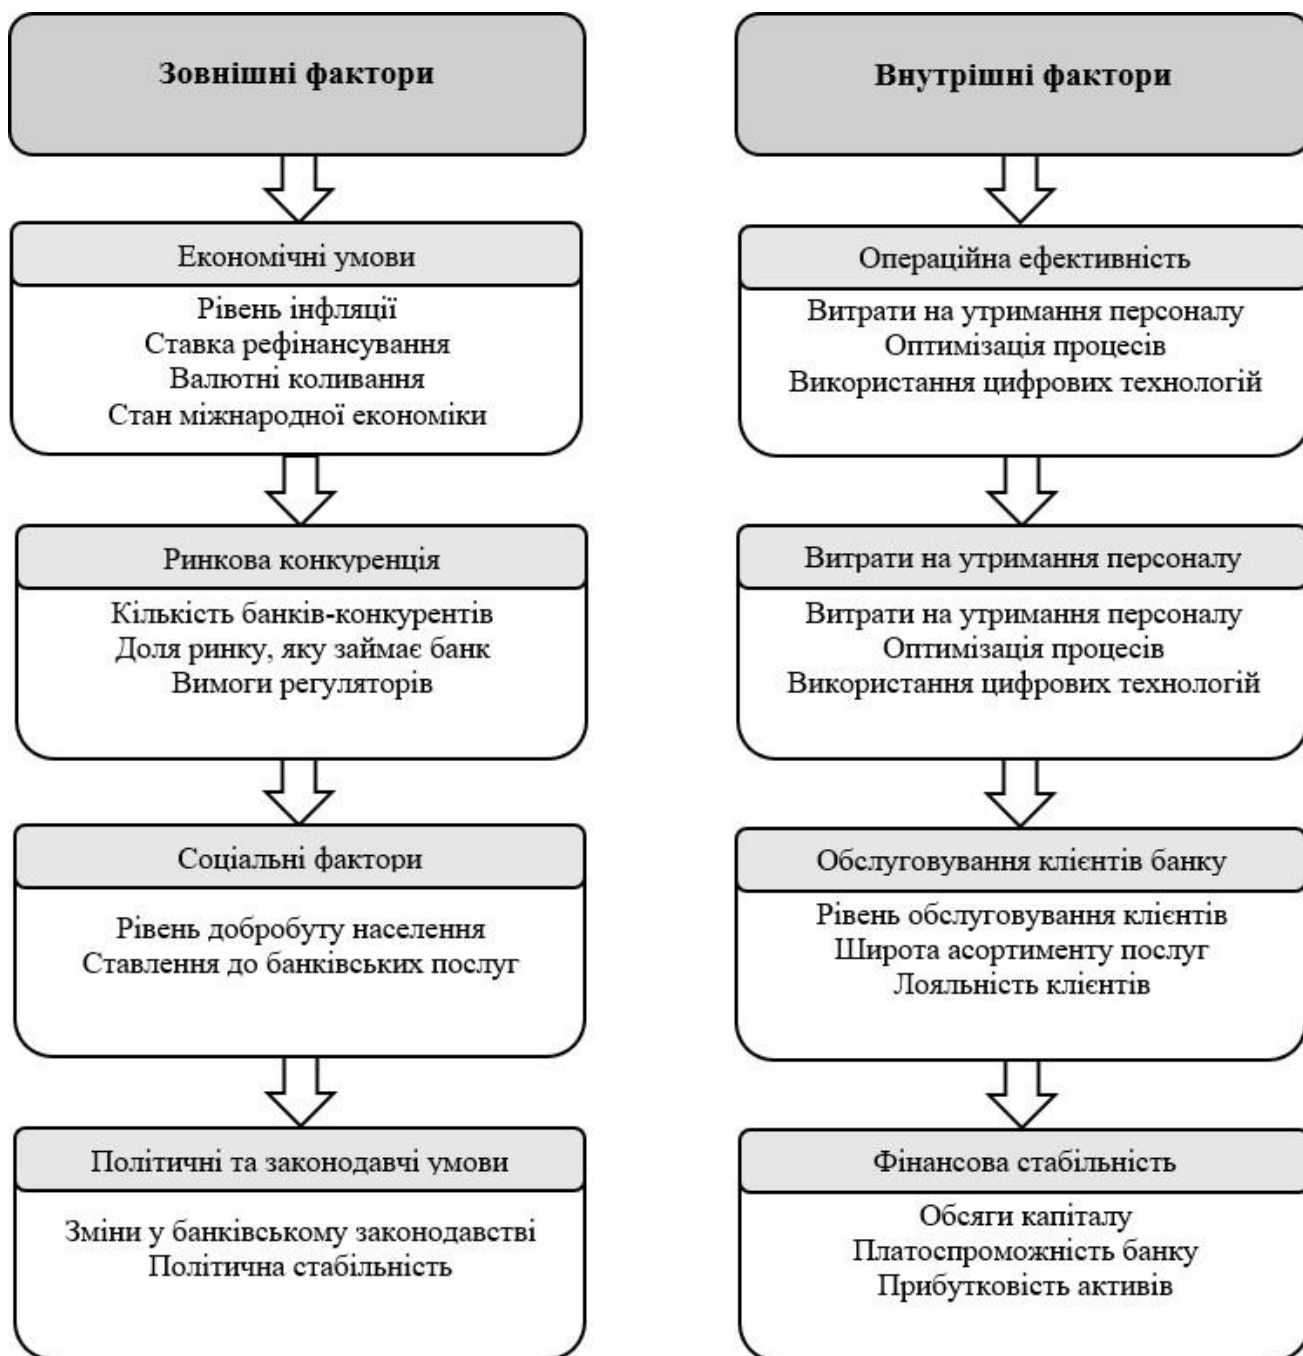 Зовнішні фактори
Економічні умови
Рівень інфляції
Ставка рефінансування
Валютні коливання
Стан міжнародної економіки
Ринкова конкуренція
Кількість банків-конкурентів
Доля ринку, яку займає банк
Вимоги регуляторів
Соціальні фактори
Рівень добробуту населення
Ставлення до банківських послуг
Політичні та законодавчі умови
Зміни у банківському законодавстві
Політична стабільність
Внутрішні фактори
Операційна ефективність
Витрати на утримання персоналу
Оптимізація процесів
Використання цифрових технологій
Витрати на утримання персоналу
Витрати на утримання персоналу
Оптимізація процесів
Використання цифрових технологій
Обслуговування клієнтів банку
Рівень обслуговування клієнтів
Широта асортименту послуг
Лояльність клієнтів
Фінансова стабільність
Обсяги капіталу
Платоспроможність банку
Прибутковість активів